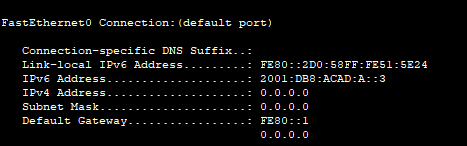 FastEthernet0 Connection:(default port)
Connection-specific DNS Suffix..:
Link-local IPv6 Address.........: FE80::2D0:58FF:FE51:5E24
IPv6 Address....................: 2001:DB8:ACAD:A::3
IPv4 Address....................: 0.0.0.0
Subnet Mask.....................: 0.0.0.0
Default Gateway.................: FE80::1
0.0.0.0